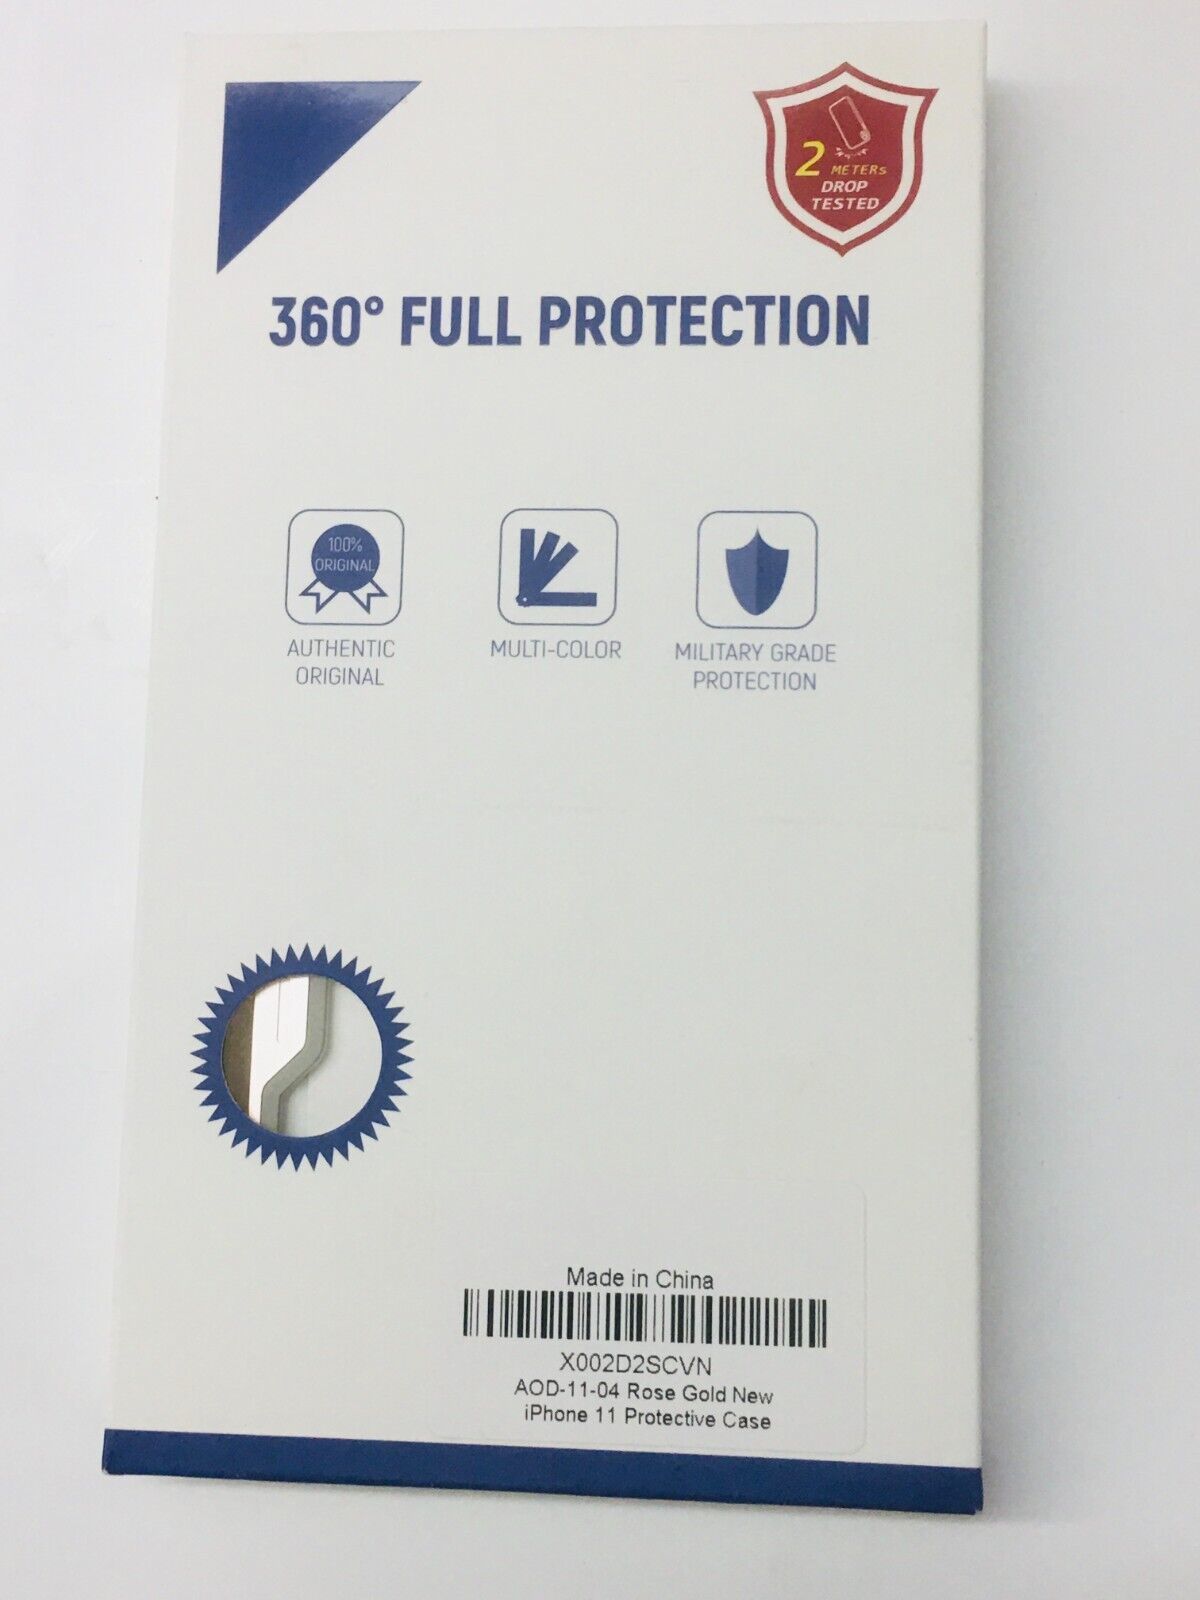 2 METERs
DROP
TESTED
360° FULL PROTECTION
100%
ORIGINAL
AUTHENTIC
ORIGINAL
MULTI-COLOR
MILITARY GRADE
PROTECTION
Made in China
X002D2SCVN
AOD-11-04 Rose Gold New
iPhone 11 Protective Case